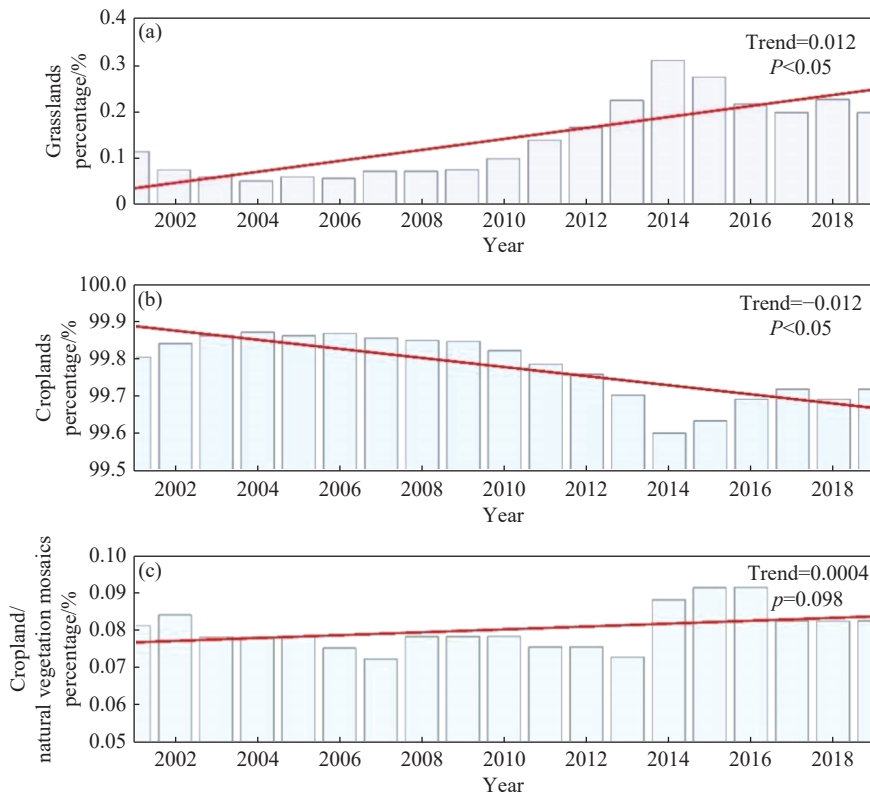 (a)
Trend=0.012
P<0.05
Grasslands
percentage/%
0.4
0.3
0.2
0.1
0
2002 2004 2006 2008 2010 2012 2014 2016 2018
Year
(b)
Trend=−0.012
P<0.05
Croplands
percentage/%
100.0
99.9
99.8
99.7
99.6
99.5
2002 2004 2006 2008 2010 2012 2014 2016 2018
Year
(c)
Trend=0.0004
p=0.098
Cropland/
natural vegetation mosaics
percentage/%
0.10
0.09
0.08
0.07
0.06
0.05
2002 2004 2006 2008 2010 2012 2014 2016 2018
Year